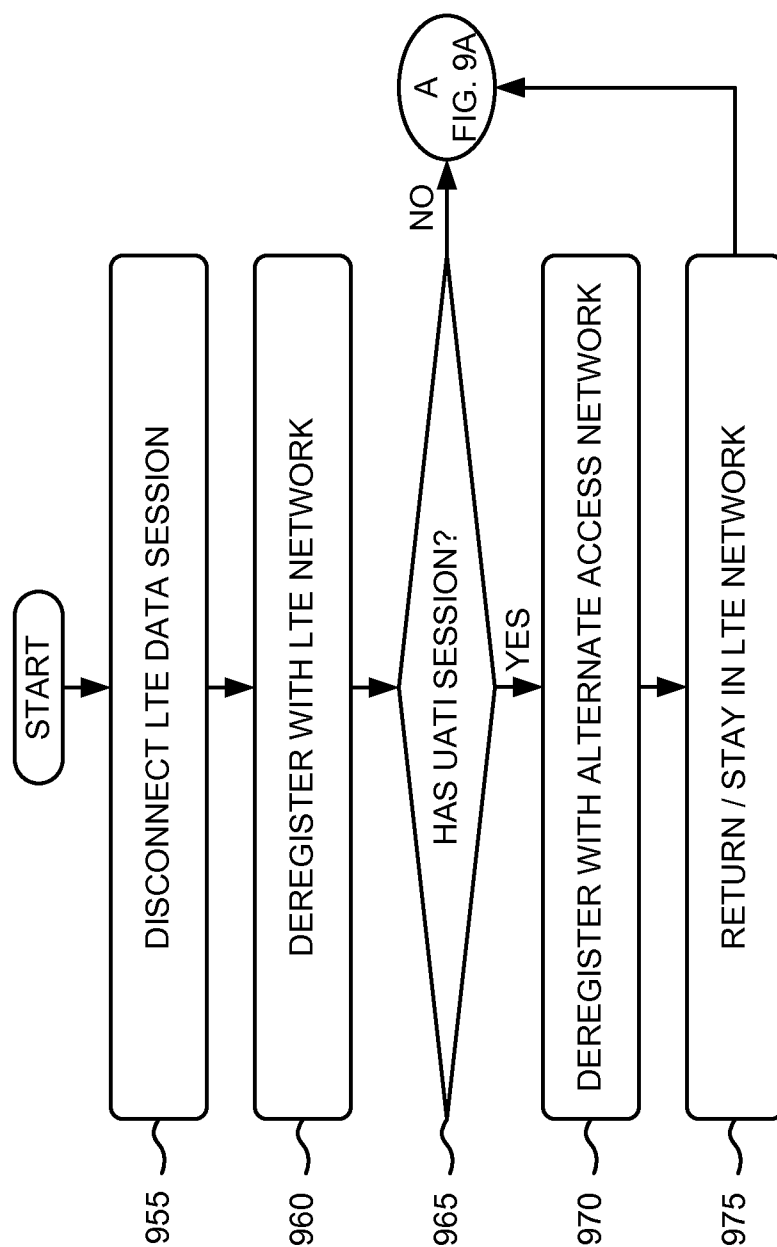 START
955
DISCONNECT LTE DATA SESSION
960
DEREGISTER WITH LTE NETWORK
965
HAS UATI SESSION?
NO
A
FIG. 9A
YES
970
DEREGISTER WITH ALTERNATE ACCESS NETWORK
975
RETURN / STAY IN LTE NETWORK